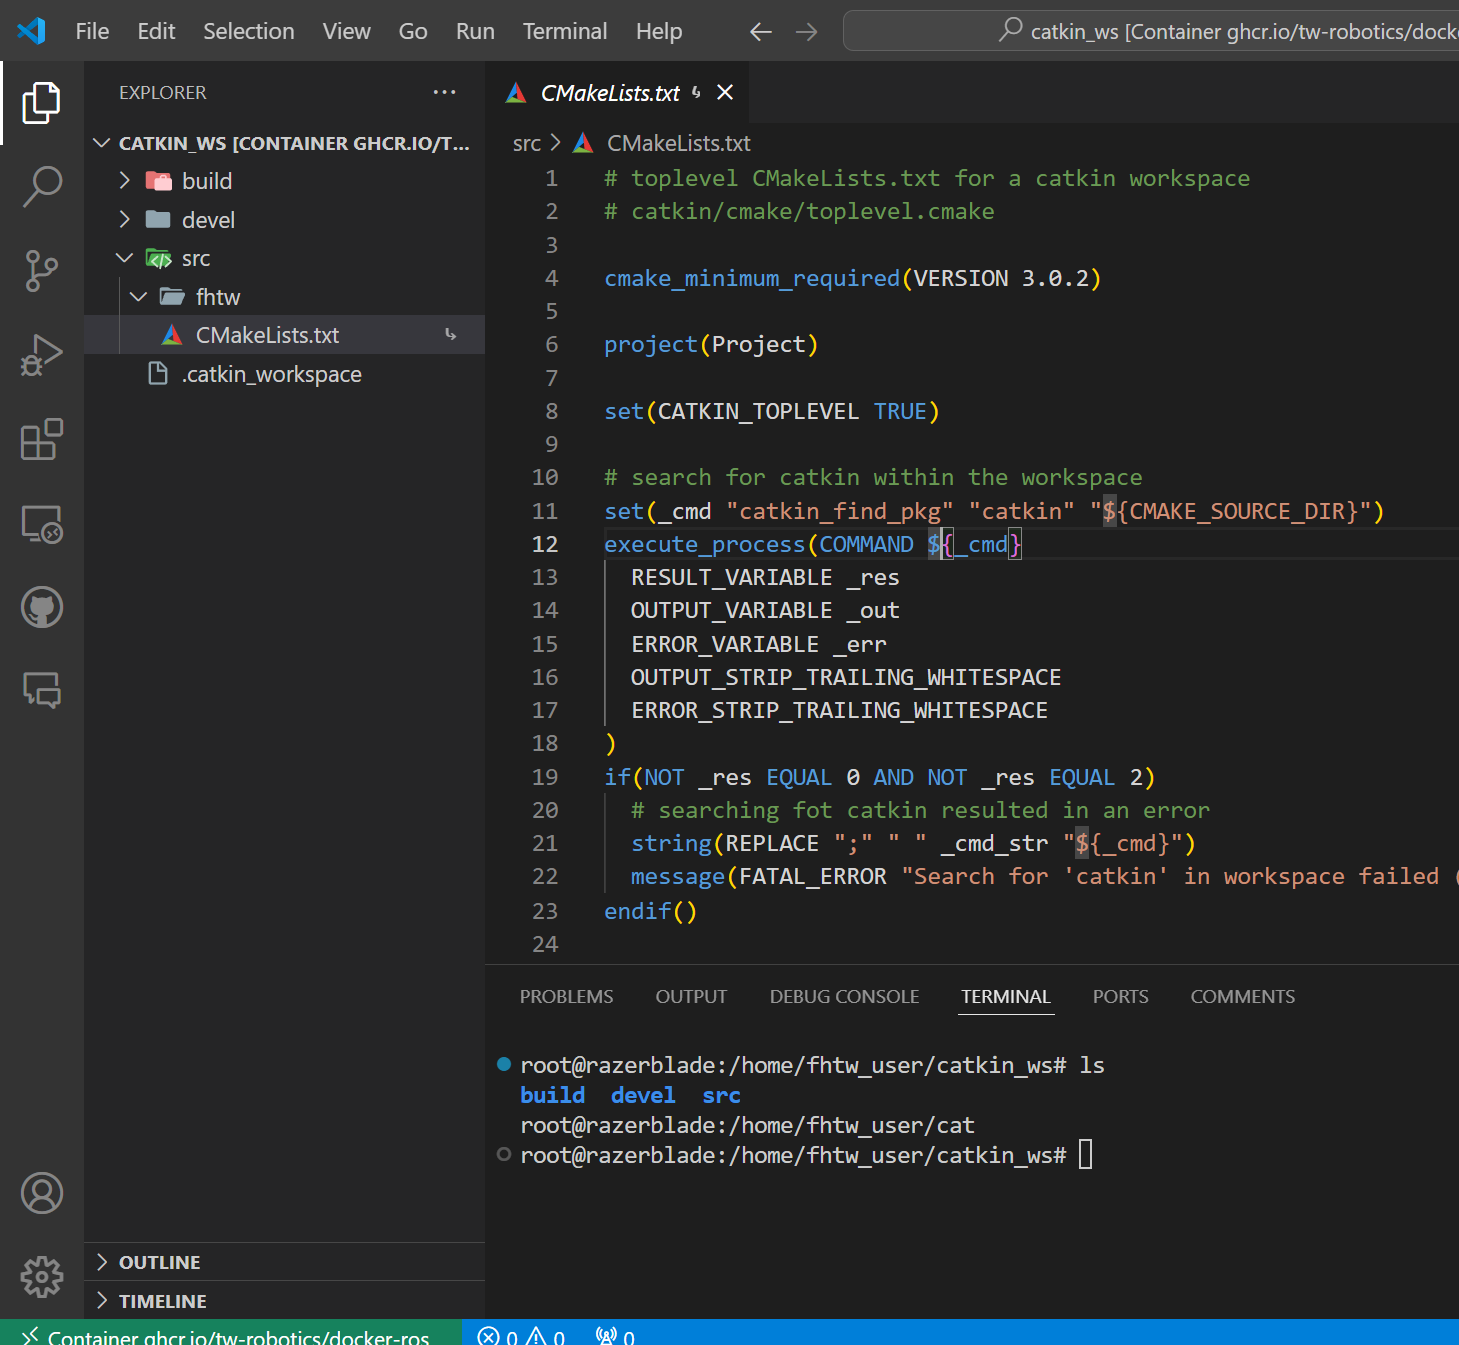 File Edit Selection View Go Run Terminal Help
catkin_ws [Container ghcr.io/tw-robotics/docke
EXPLORER
CATKIN_WS [CONTAINER GHCR.IO/T...
build
devel
src
fhtw
CMakeLists.txt
.catkin_workspace
OUTLINE
TIMELINE
CMakeLists.txt
src > CMakeLists.txt
1 # toplevel CMakeLists.txt for a catkin workspace
2 # catkin/cmake/toplevel.cmake
3
4 cmake_minimum_required(VERSION 3.0.2)
5
6 project(Project)
7
8 set(CATKIN_TOPLEVEL TRUE)
9
10 # search for catkin within the workspace
11 set(_cmd "catkin_find_pkg" "catkin" "${CMAKE_SOURCE_DIR}")
12 execute_process(COMMAND ${_cmd}
13 RESULT_VARIABLE _res
14 OUTPUT_VARIABLE _out
15 ERROR_VARIABLE _err
16 OUTPUT_STRIP_TRAILING_WHITESPACE
17 ERROR_STRIP_TRAILING_WHITESPACE
18 )
19 if(NOT _res EQUAL 0 AND NOT _res EQUAL 2)
20 # searching fot catkin resulted in an error
21 string(REPLACE ";" " " _cmd_str "${_cmd}")
22 message(FATAL_ERROR "Search for 'catkin' in workspace failed (
23 endif()
24
PROBLEMS OUTPUT DEBUG CONSOLE TERMINAL PORTS COMMENTS
root@razerblade:/home/fhtw_user/catkin_ws# ls
build devel src
root@razerblade:/home/fhtw_user/cat
root@razerblade:/home/fhtw_user/catkin_ws#
Container ghcr.io/tw-robotics/docker-ros 0 0 0